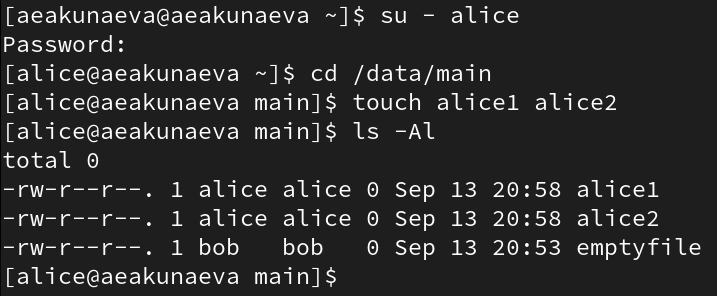 [aeakunaeva@aeakunaeva ~]$ su - alice
Password:
[alice@aeakunaeva ~]$ cd /data/main
[alice@aeakunaeva main]$ touch alice1 alice2
[alice@aeakunaeva main]$ ls -Al
total 0
-rw-r--r--. 1 alice alice 0 Sep 13 20:58 alice1
-rw-r--r--. 1 alice alice 0 Sep 13 20:58 alice2
-rw-r--r--. 1 bob   bob   0 Sep 13 20:53 emptyfile
[alice@aeakunaeva main]$